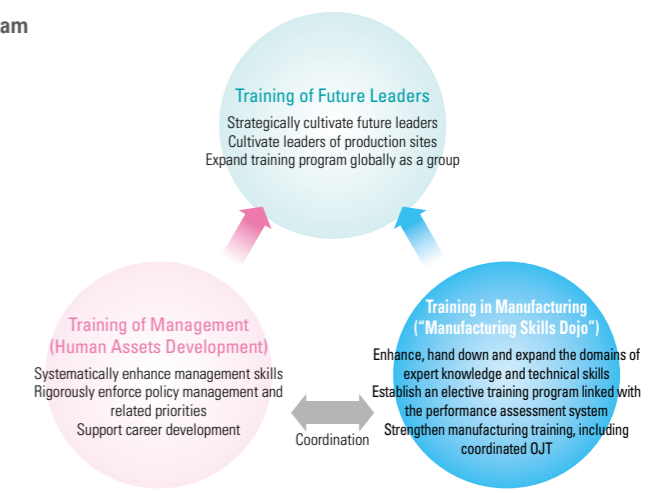 am
Training of Future Leaders
Strategically cultivate future leaders
Cultivate leaders of production sites
Expand training program globally as a group
Training of Management
(Human Assets Development)
Systematically enhance management skills
Rigorously enforce policy management and
related priorities
Support career development
Coordination
Training in Manufacturing
(“Manufacturing Skills Dojo”)
Enhance, hand down and expand the domains of
expert knowledge and technical skills
Establish an elective training program linked with
the performance assessment system
Strengthen manufacturing training, including
coordinated OJT